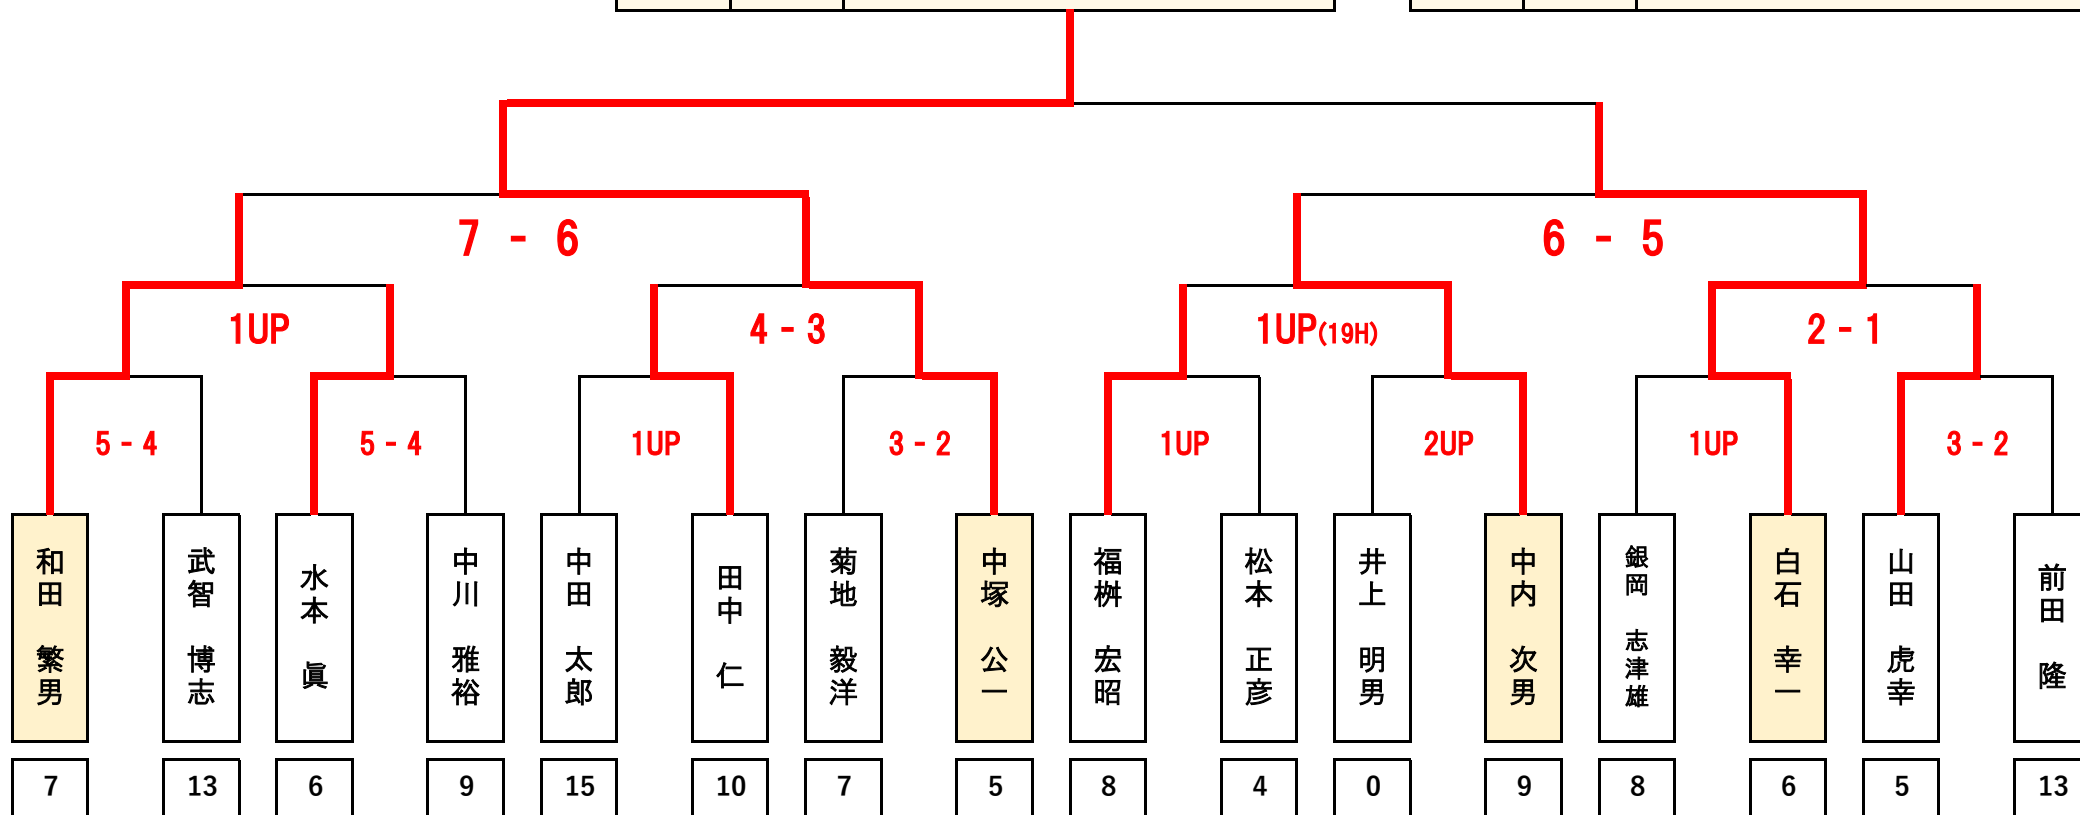 7 - 6
6 - 5
1UP
4 - 3
1UP(19H)
2 - 1
5 - 4
5 - 4
1UP
3 - 2
1UP
2UP
1UP
3 - 2
和田 繁男
武智 博志
水本 眞
中川 雅裕
中田 太郎
田中 仁
菊地 毅洋
中塚 公一
福桝 宏昭
松本 正彦
井上 明男
中内 次男
銀岡 志津雄
白石 幸一
山田 虎幸
前田 隆
7
13
6
9
15
10
7
5
8
4
0
9
8
6
5
13